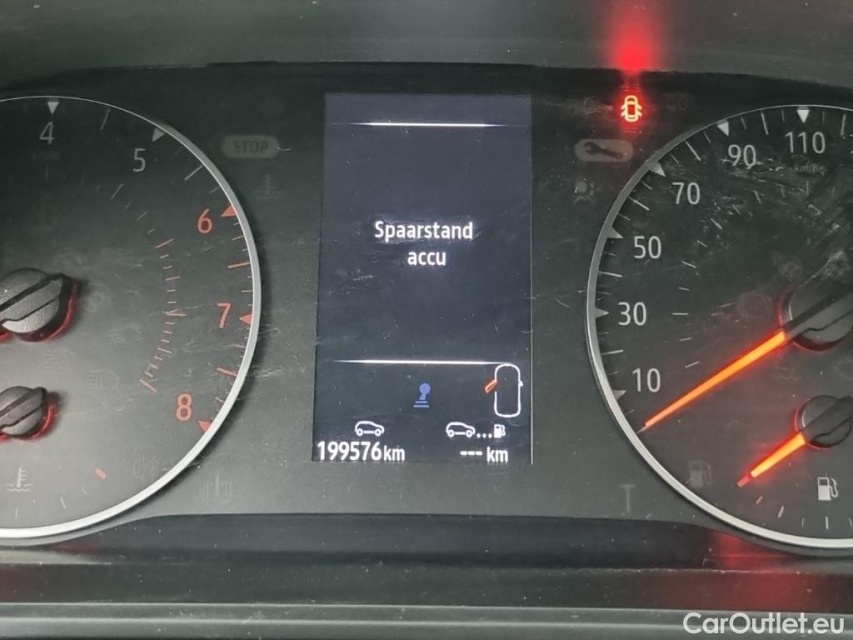 4
5
6
7
8
STOP
Spaarstand
accu
199576km
--- km
10
30
50
70
90
110
CarOutlet.eu